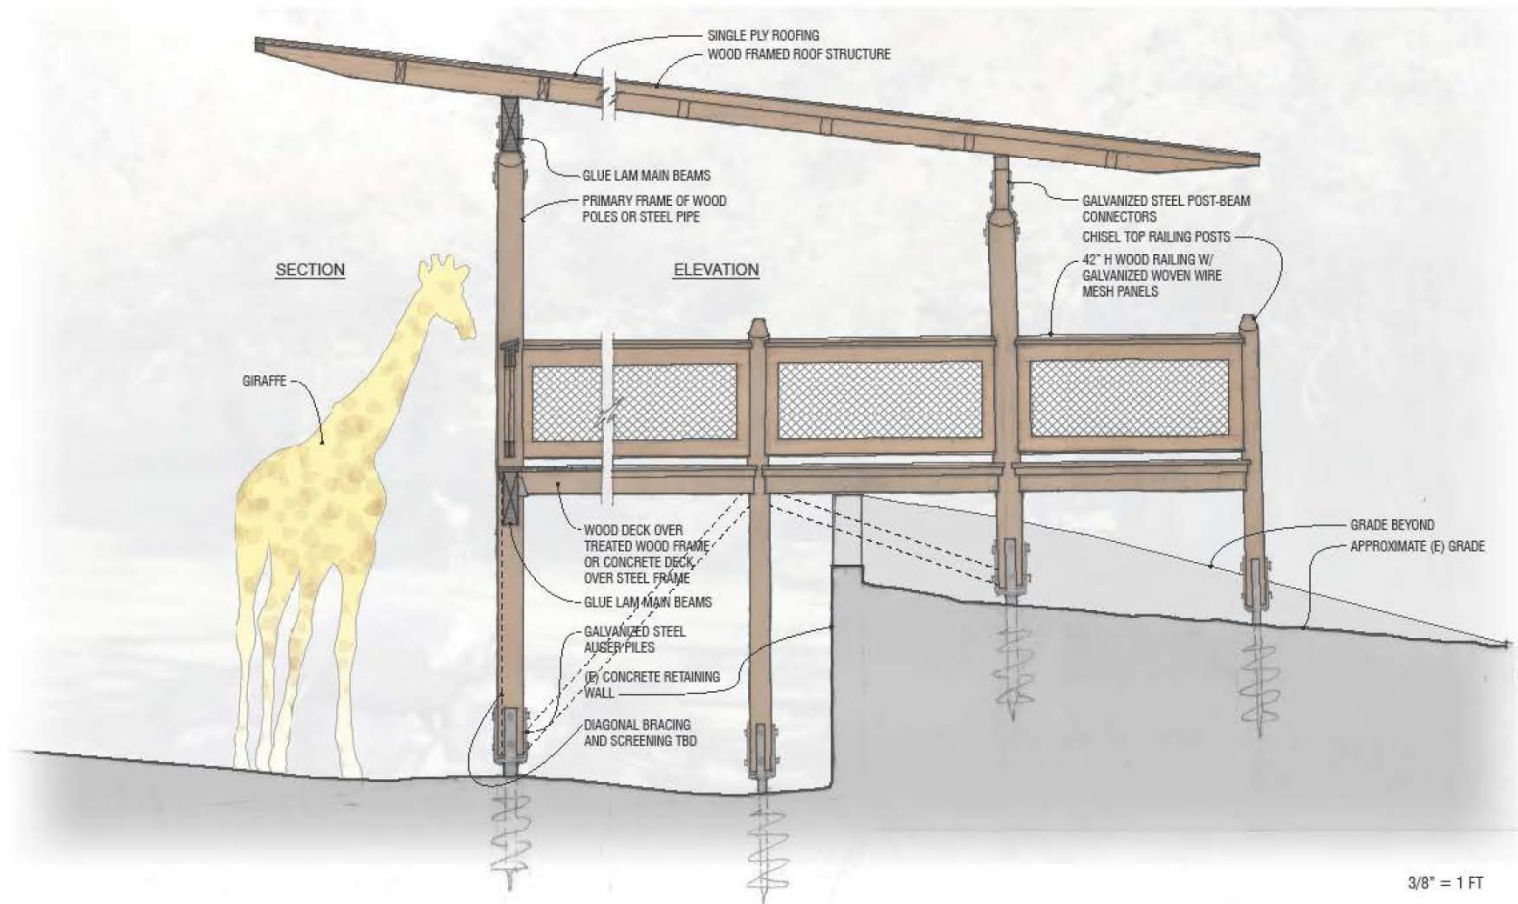 SINGLE PLY ROOFING
WOOD FRAMED ROOF STRUCTURE
GLUE LAM MAIN BEAMS
PRIMARY FRAME OF WOOD
POLES OR STEEL PIPE
GALVANIZED STEEL POST-BEAM
CONNECTORS
CHISEL TOP RAILING POSTS
42" H WOOD RAILING W/
GALVANIZED WOVEN WIRE
MESH PANELS
SECTION
ELEVATION
GIRAFFE
WOOD DECK OVER
TREATED WOOD FRAME
OR CONCRETE DECK
OVER STEEL FRAME
GLUE LAM MAIN BEAMS
GALVANIZED STEEL
AUGER PILES
(E) CONCRETE RETAINING
WALL
DIAGONAL BRACING
AND SCREENING TBD
GRADE BEYOND
APPROXIMATE (E) GRADE
3/8" = 1 FT